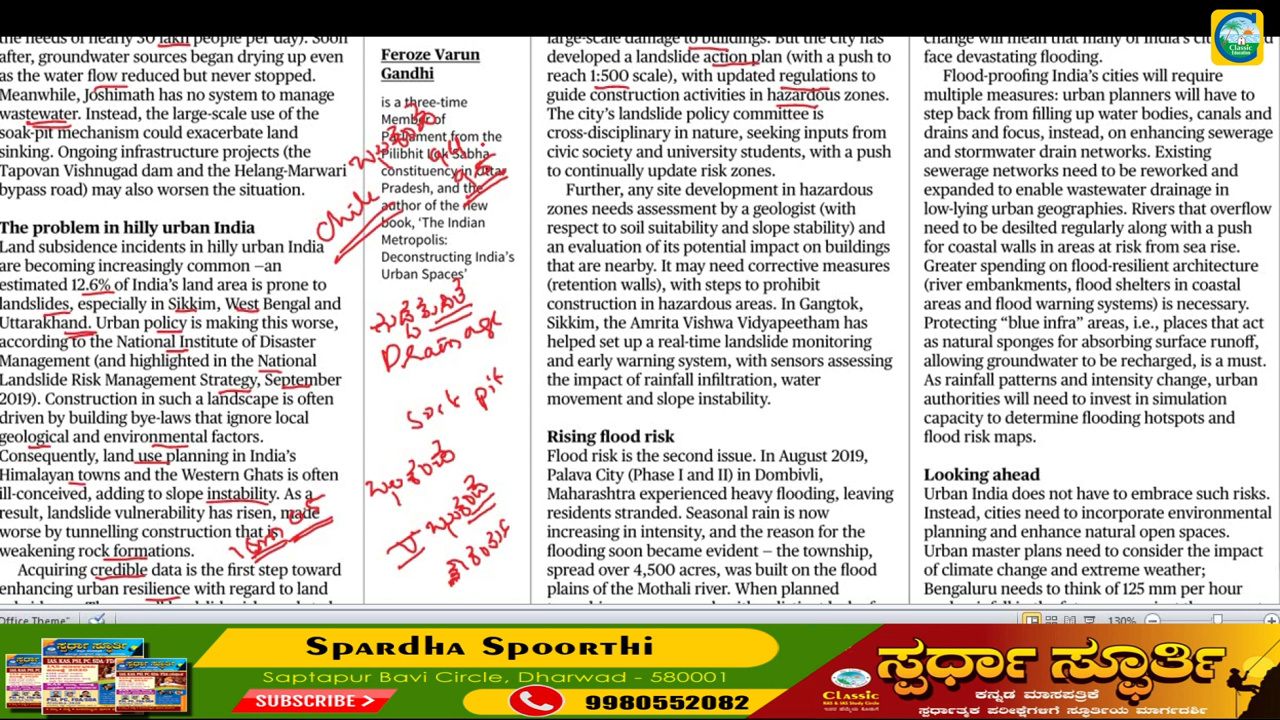 the needs of nearly 30 lakh people per day). Soon
after, groundwater sources began drying up even
as the water flow reduced but never stopped.
Meanwhile, Joshimath has no system to manage
wastewater. Instead, the large-scale use of the
soak-pit mechanism could exacerbate land
sinking. Ongoing infrastructure projects (the
Tapovan Vishnugad dam and the Helang-Marwari
bypass road) may also worsen the situation.
The problem in hilly urban India
Land subsidence incidents in hilly urban India
are becoming increasingly common — an
estimated 12.6% of India's land area is prone to
landslides, especially in Sikkim, West Bengal and
Uttarakhand. Urban policy is making this worse,
according to the National Institute of Disaster
Management (and highlighted in the National
Landslide Risk Management Strategy, September
2019). Construction in such a landscape is often
driven by building bye-laws that ignore local
geological and environmental factors.
Consequently, land use planning in India's
Himalayan towns and the Western Ghats is often
ill-conceived, adding to slope instability. As a
result, landslide vulnerability has risen, made
worse by tunnelling construction that is
weakening rock formations.
Acquiring credible data is the first step toward
enhancing urban resilience with regard to land
Feroze Varun
Gandhi
is a three-time
Member of
Parliament from the
Pilibhit Lok Sabha
constituency in Uttar
Pradesh, and the
author of the new
book, 'The Indian
Metropolis:
Deconstructing India's
Urban Spaces'
Chile
Drainage
Sock pit
large-scale damage to buildings. But the city has
developed a landslide action plan (with a push to
reach 1:500 scale), with updated regulations to
guide construction activities in hazardous zones.
The city's landslide policy committee is
cross-disciplinary in nature, seeking inputs from
civic society and university students, with a push
to continually update risk zones.
Further, any site development in hazardous
zones needs assessment by a geologist (with
respect to soil suitability and slope stability) and
an evaluation of its potential impact on buildings
that are nearby. It may need corrective measures
(retention walls), with steps to prohibit
construction in hazardous areas. In Gangtok,
Sikkim, the Amrita Vishwa Vidyapeetham has
helped set up a real-time landslide monitoring
and early warning system, with sensors assessing
the impact of rainfall infiltration, water
movement and slope instability.
Rising flood risk
Flood risk is the second issue. In August 2019,
Palava City (Phase I and II) in Dombivli,
Maharashtra experienced heavy flooding, leaving
residents stranded. Seasonal rain is now
increasing in intensity, and the reason for the
flooding soon became evident — the township,
spread over 4,500 acres, was built on the flood
plains of the Mothali river. When planned
change will mean that many of India's cit
face devastating flooding.
Flood-proofing India's cities will require
multiple measures: urban planners will have to
step back from filling up water bodies, canals and
drains and focus, instead, on enhancing sewerage
and stormwater drain networks. Existing
sewerage networks need to be reworked and
expanded to enable wastewater drainage in
low-lying urban geographies. Rivers that overflow
need to be desilted regularly along with a push
for coastal walls in areas at risk from sea rise.
Greater spending on flood-resilient architecture
(river embankments, flood shelters in coastal
areas and flood warning systems) is necessary.
Protecting "blue infra" areas, i.e., places that act
as natural sponges for absorbing surface runoff,
allowing groundwater to be recharged, is a must.
As rainfall patterns and intensity change, urban
authorities will need to invest in simulation
capacity to determine flooding hotspots and
flood risk maps.
Looking ahead
Urban India does not have to embrace such risks.
Instead, cities need to incorporate environmental
planning and enhance natural open spaces.
Urban master plans need to consider the impact
of climate change and extreme weather;
Bengaluru needs to think of 125 mm per hour
Classic
Education
Office Theme"
130%
ಸ್ಪರ್ಧಾ ಸ್ಫೂರ್ತಿ
Spardha Spoorthi
Saptapur Bavi Circle, Dharwad - 580001
SUBSCRIBE
9980552082
Classic
KAS & IAS Study Circle
ಸ್ಪರ್ಧಾ ಸ್ಫೂರ್ತಿ
ಕನ್ನಡ ಮಾಸಪತ್ರಿಕೆ
ಸ್ಪರ್ಧಾತ್ಮಕ ಪರೀಕ್ಷೆಗಳಿಗೆ ಸ್ಫೂರ್ತಿಯ ಮಾರ್ಗದರ್ಶಿ